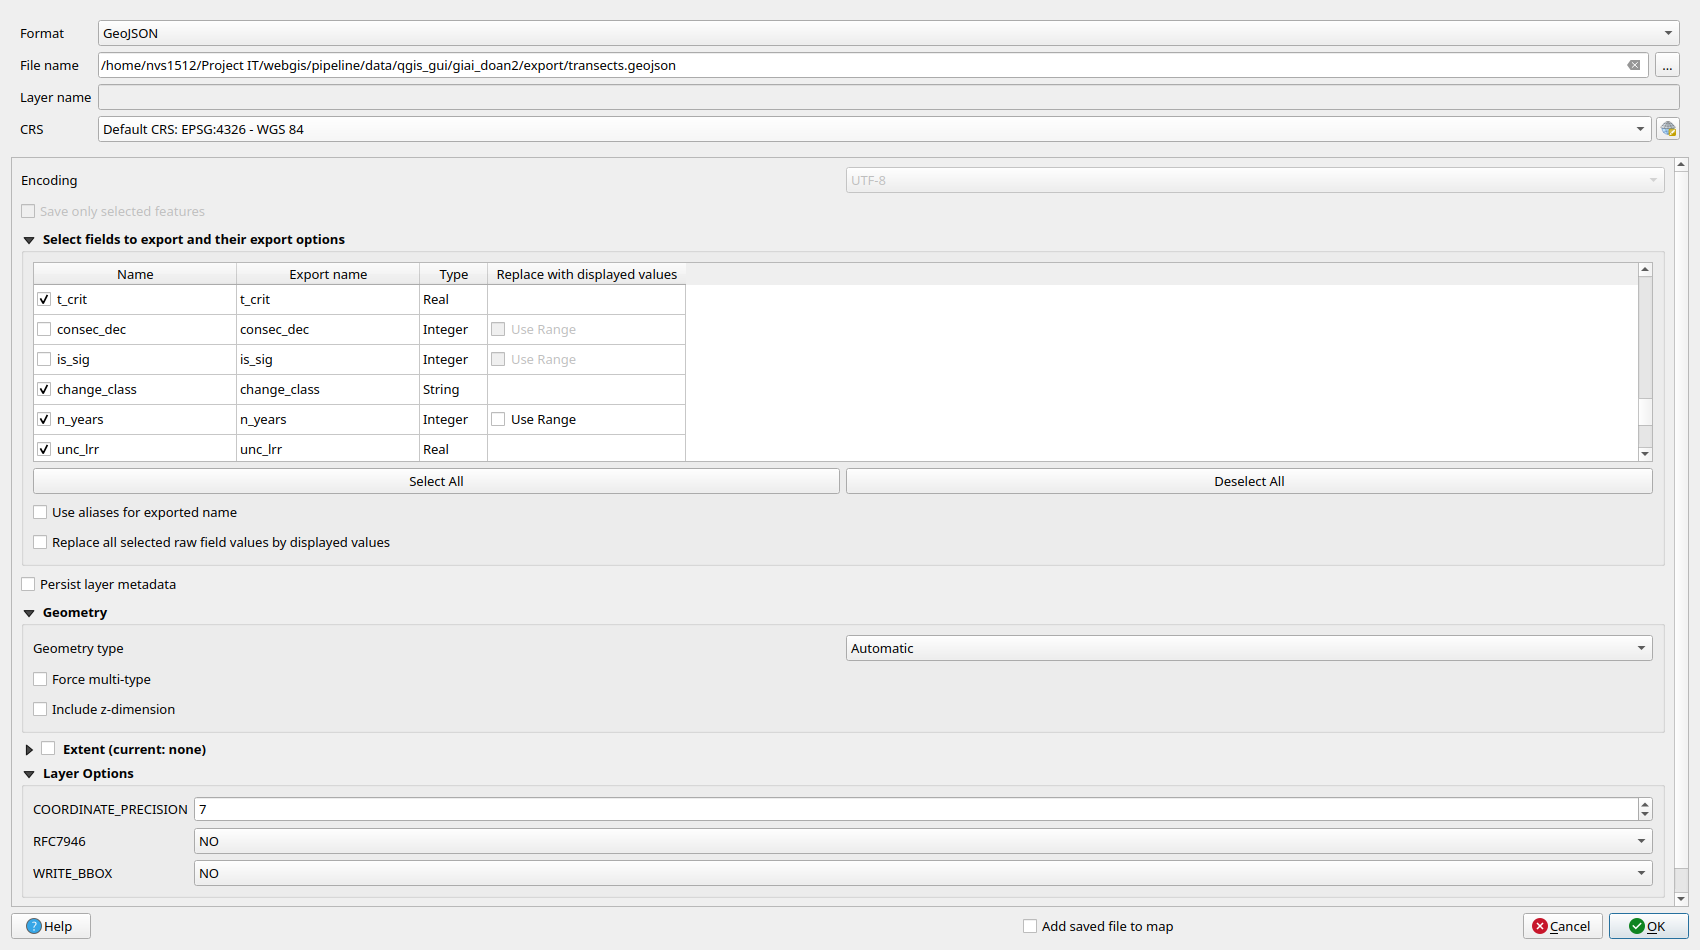 Format GeoJSON
File name /home/nvs1512/Project IT/webgis/pipeline/data/qgis_gui/giai_doan2/export/transects.geojson ...
Layer name
CRS Default CRS: EPSG:4326 - WGS 84
Encoding UTF-8
Save only selected features
Select fields to export and their export options
Name Export name Type Replace with displayed values
t_crit t_crit Real
consec_dec consec_dec Integer Use Range
is_sig is_sig Integer Use Range
change_class change_class String
n_years n_years Integer Use Range
unc_lrr unc_lrr Real
Select All Deselect All
Use aliases for exported name
Replace all selected raw field values by displayed values
Persist layer metadata
Geometry
Geometry type Automatic
Force multi-type
Include z-dimension
Extent (current: none)
Layer Options
COORDINATE_PRECISION 7
RFC7946 NO
WRITE_BBOX NO
? Help Add saved file to map Cancel OK